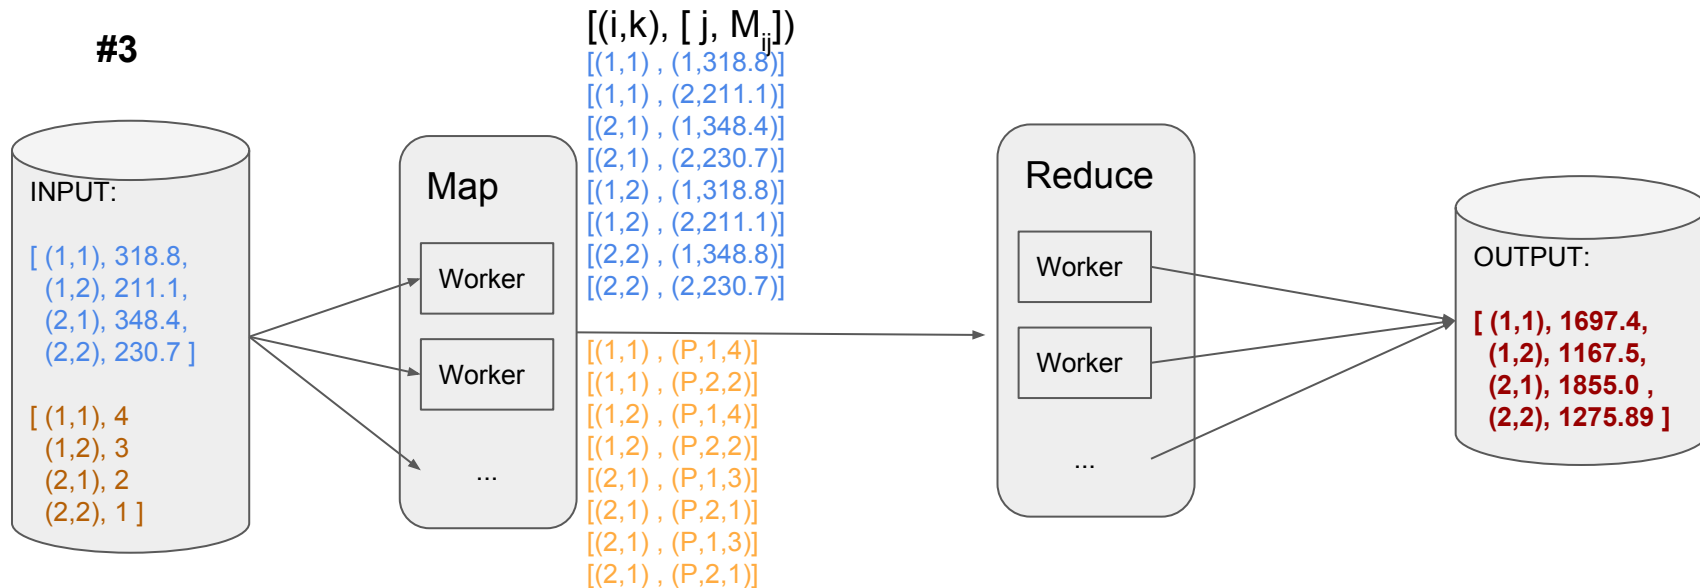 #3
INPUT:
[ (1,1), 318.8,
(1,2), 211.1,
(2,1), 348.4,
(2,2), 230.7 ]
[ (1,1), 4
(1,2), 3
(2,1), 2
(2,2), 1 ]
Map
Worker
Worker
...
[(i,k), [ j, M_ij])
[(1,1) , (1,318.8)]
[(1,1) , (2,211.1)]
[(2,1) , (1,348.4)]
[(2,1) , (2,230.7)]
[(1,2) , (1,318.8)]
[(1,2) , (2,211.1)]
[(2,2) , (1,348.8)]
[(2,2) , (2,230.7)]
[(1,1) , (P,1,4)]
[(1,1) , (P,2,2)]
[(1,2) , (P,1,4)]
[(1,2) , (P,2,2)]
[(2,1) , (P,1,3)]
[(2,1) , (P,2,1)]
[(2,1) , (P,1,3)]
[(2,1) , (P,2,1)]
Reduce
Worker
Worker
...
OUTPUT:
[ (1,1), 1697.4,
(1,2), 1167.5,
(2,1), 1855.0 ,
(2,2), 1275.89 ]